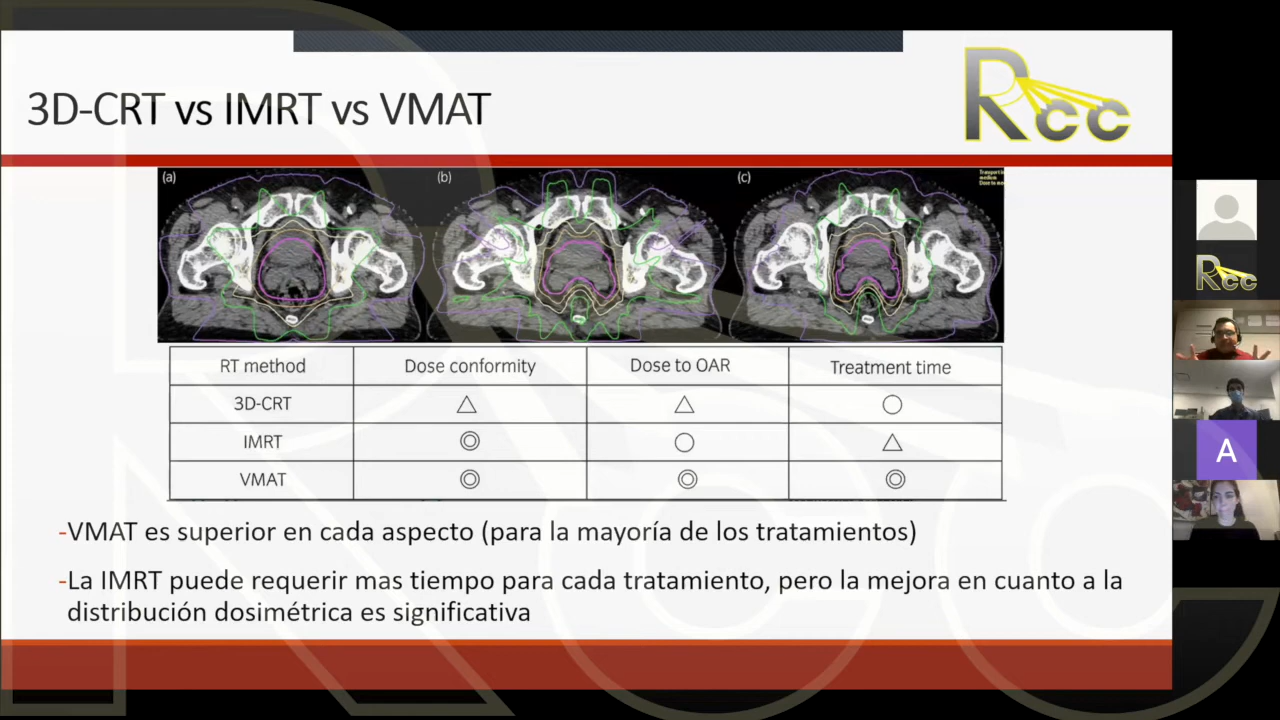 3D-CRT vs IMRT vs VMAT
Rcc
(a)
(b)
(c)
RT method Dose conformity Dose to OAR Treatment time
3D-CRT △ △ ○
IMRT ◎ ○ △
VMAT ◎ ◎ ◎
-VMAT es superior en cada aspecto (para la mayoría de los tratamientos)
-La IMRT puede requerir mas tiempo para cada tratamiento, pero la mejora en cuanto a la
distribución dosimétrica es significativa
Rcc
A